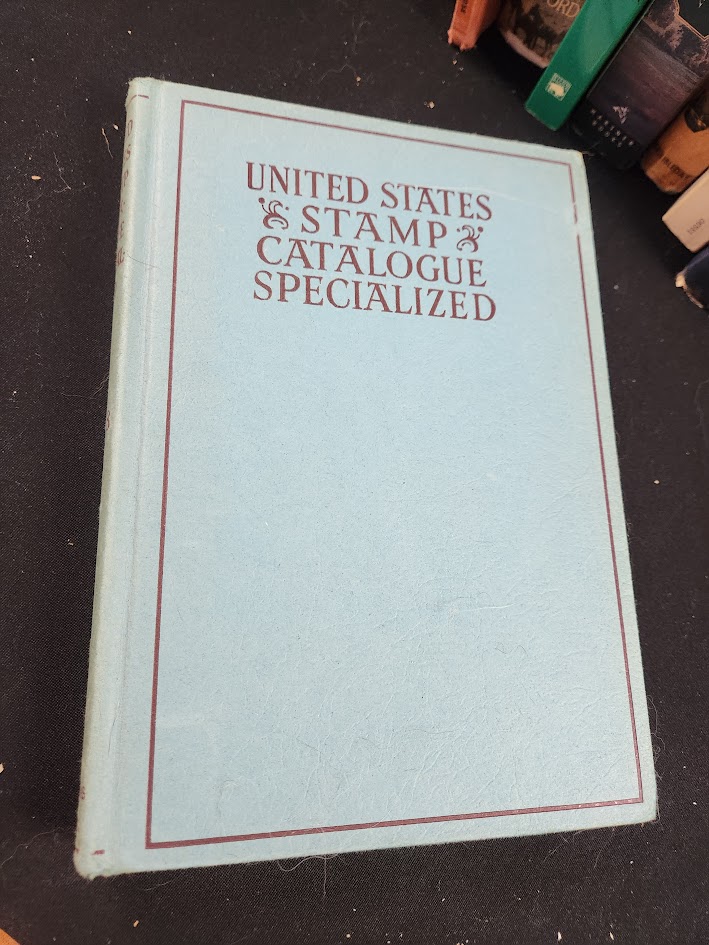 UNITED STATES
STAMP
CATALOGUE
SPECIALIZED